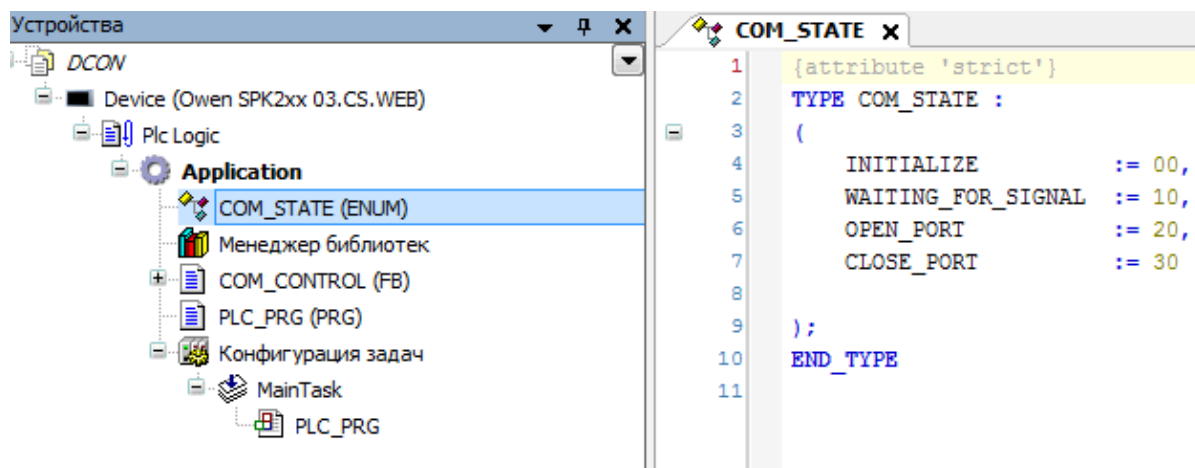 Устройства
DCON
Device (Owen SPK2xx 03.CS.WEB)
Plc Logic
Application
COM_STATE (ENUM)
Менеджер библиотек
COM_CONTROL (FB)
PLC_PRG (PRG)
Конфигурация задач
MainTask
PLC_PRG
COM_STATE
1 {attribute 'strict'}
2 TYPE COM_STATE :
3 (
4 INITIALIZE := 00,
5 WAITING_FOR_SIGNAL := 10,
6 OPEN_PORT := 20,
7 CLOSE_PORT := 30
8
9 );
10 END_TYPE
11